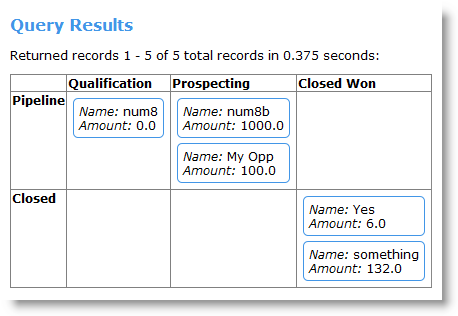 Query Results
Returned records 1 - 5 of 5 total records in 0.375 seconds:
Qualification Prospecting Closed Won
Pipeline
Name: num8
Amount: 0.0
Name: num8b
Amount: 1000.0
Name: My Opp
Amount: 100.0
Closed
Name: Yes
Amount: 6.0
Name: something
Amount: 132.0